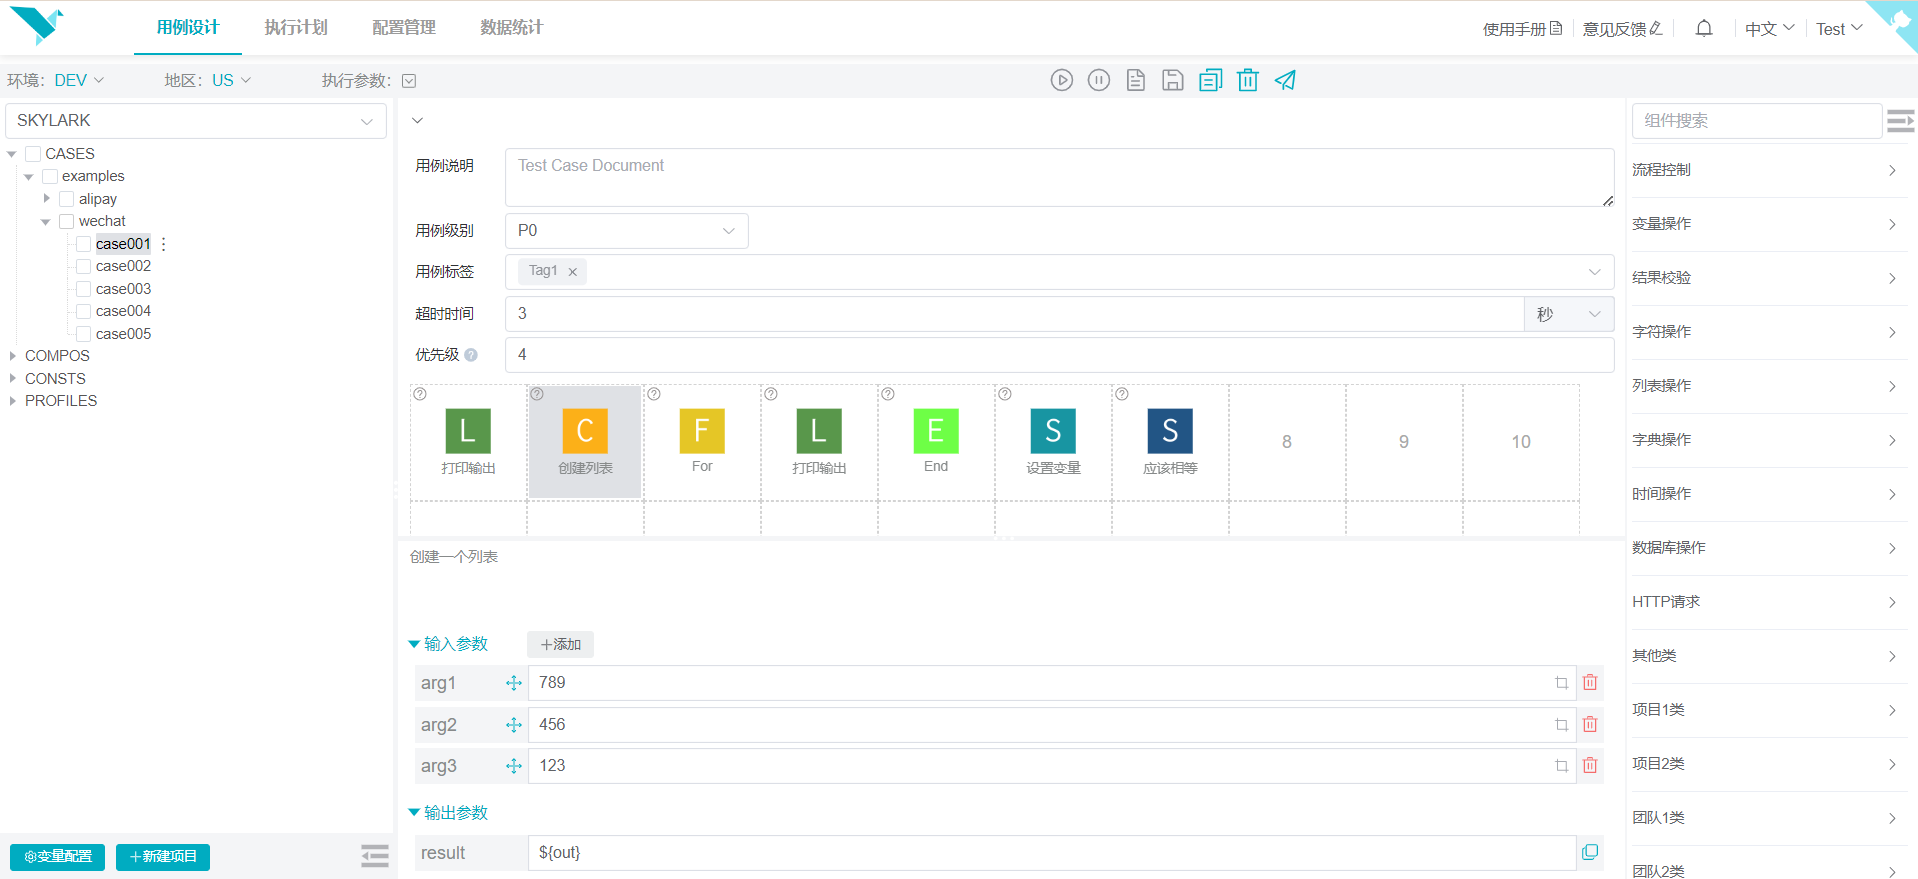 用例设计 执行计划 配置管理 数据统计 使用手册 意见反馈 中文 Test
环境: DEV 地区: US 执行参数:
SKYLARK
CASES
examples
alipay
wechat
case001
case002
case003
case004
case005
COMPOS
CONSTS
PROFILES
变量配置 +新建项目
用例说明 Test Case Document
用例级别 P0
用例标签 Tag1 ×
超时时间 3 秒
优先级 ? 4
? ? ? ? ? ? ?
L C F L E S S
打印输出 创建列表 For 打印输出 End 设置变量 应该相等 8 9 10
创建一个列表
输入参数 +添加
arg1 789
arg2 456
arg3 123
输出参数
result ${out}
组件搜索
流程控制
变量操作
结果校验
字符操作
列表操作
字典操作
时间操作
数据库操作
HTTP请求
其他类
项目1类
项目2类
团队1类
团队2类